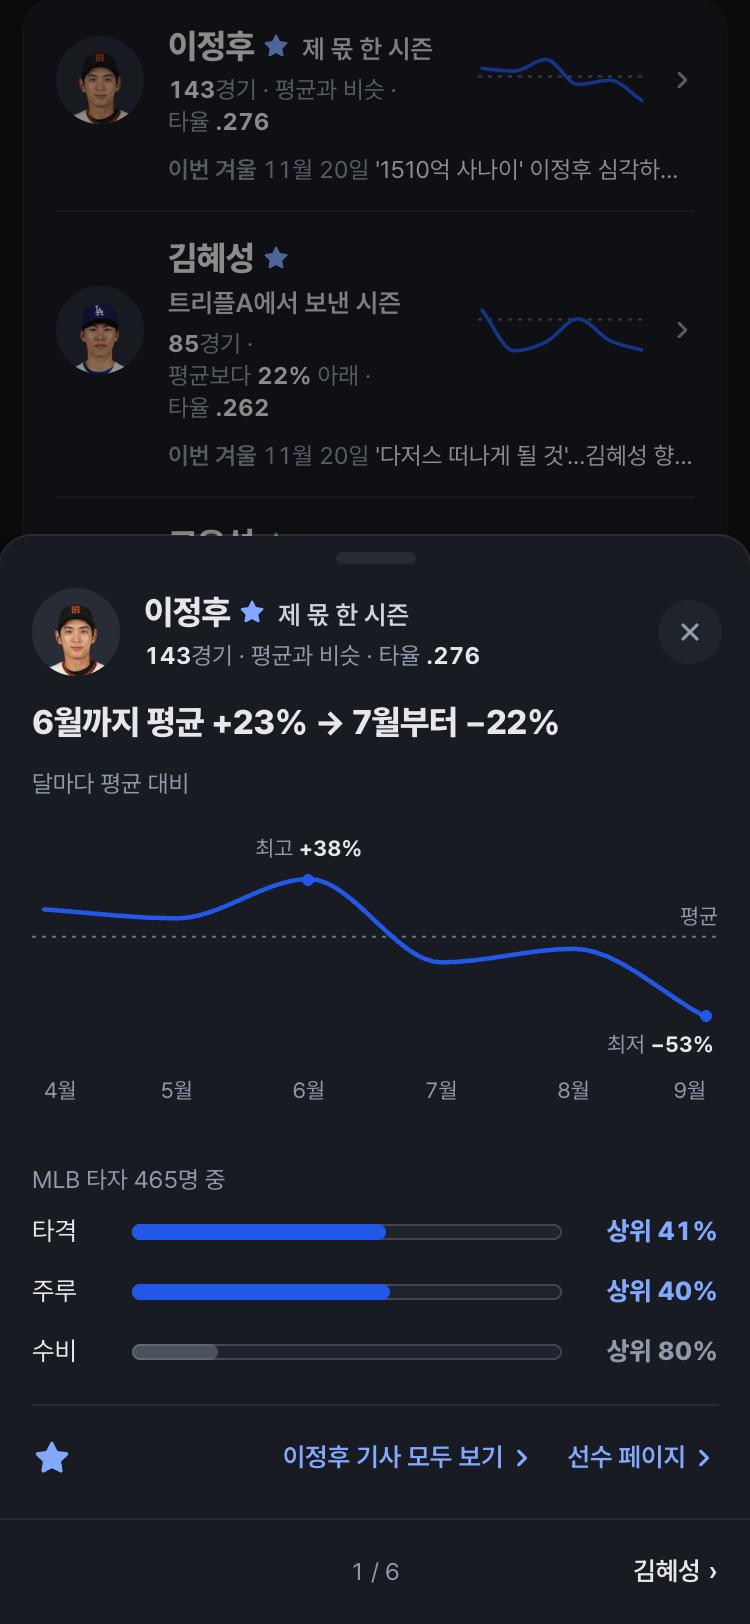 이정후 제 몫 한 시즌
143경기 · 평균과 비슷 ·
타율 .276
이번 겨울 11월 20일 '1510억 사나이' 이정후 심각하...
김혜성
트리플A에서 보낸 시즌
85경기 ·
평균보다 22% 아래 ·
타율 .262
이번 겨울 11월 20일 '다저스 떠나게 될 것'...김혜성 향...
이정후 제 몫 한 시즌
143경기 · 평균과 비슷 · 타율 .276
6월까지 평균 +23% → 7월부터 −22%
달마다 평균 대비
최고 +38%
평균
최저 −53%
4월 5월 6월 7월 8월 9월
MLB 타자 465명 중
타격 상위 41%
주루 상위 40%
수비 상위 80%
이정후 기사 모두 보기 > 선수 페이지 >
1 / 6 김혜성 ›